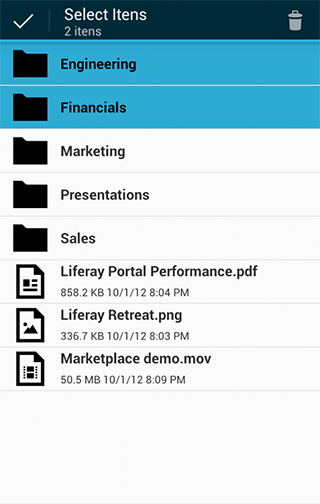 Select Itens
2 itens
Engineering
Financials
Marketing
Presentations
Sales
Liferay Portal Performance.pdf
858.2 KB 10/1/12 8:04 PM
Liferay Retreat.png
336.7 KB 10/1/12 8:03 PM
Marketplace demo.mov
50.5 MB 10/1/12 8:09 PM